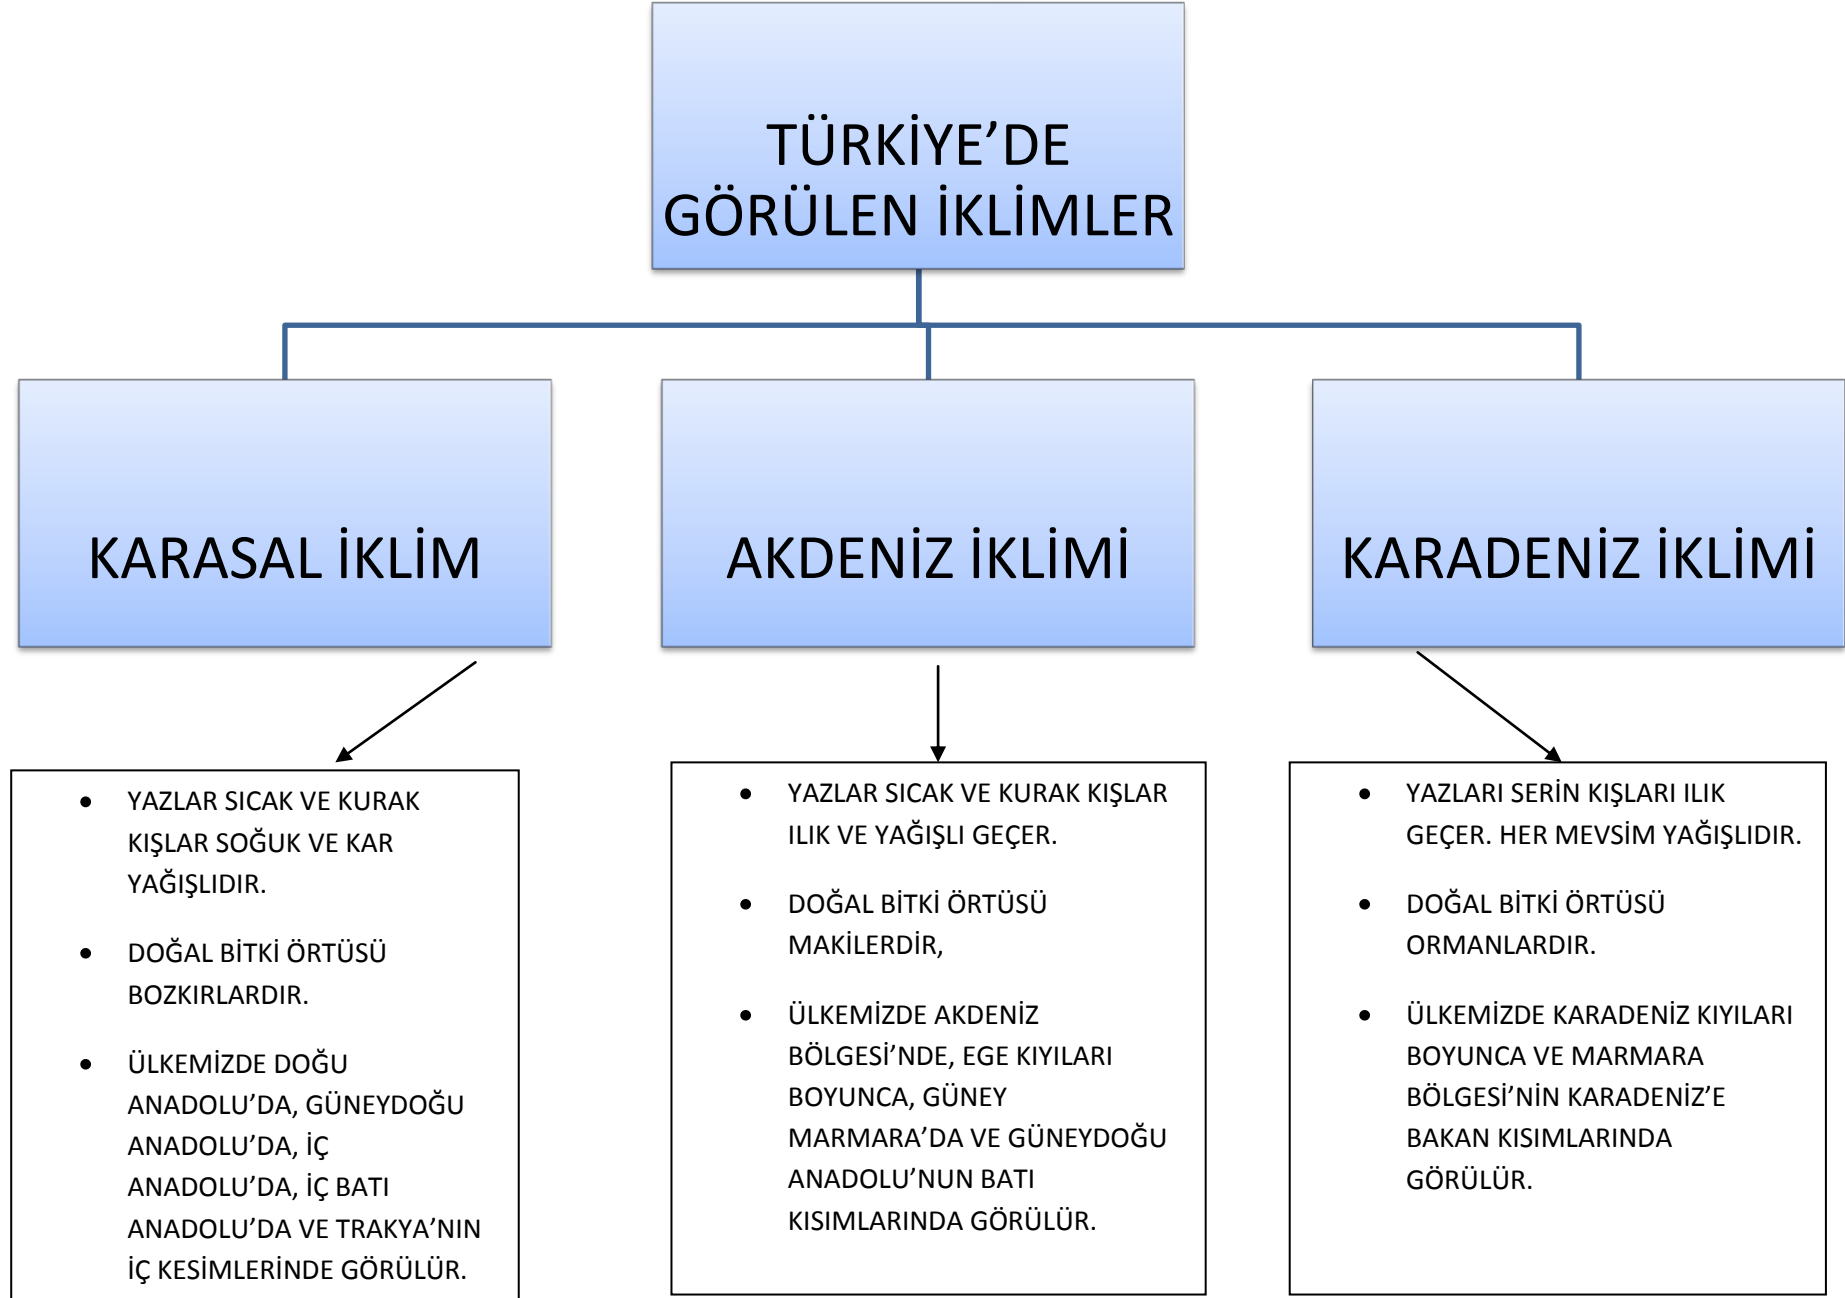 TÜRKİYE’DE
GÖRÜLEN İKLİMLER
KARASAL İKLİM
AKDENİZ İKLİMİ
KARADENİZ İKLİMİ
• YAZLAR SICAK VE KURAK
KIŞLAR SOĞUK VE KAR
YAĞIŞLIDIR.
• DOĞAL BİTKİ ÖRTÜSÜ
BOZKIRLARDIR.
• ÜLKEMİZDE DOĞU
ANADOLU’DA, GÜNEYDOĞU
ANADOLU’DA, İÇ
ANADOLU’DA, İÇ BATI
ANADOLU’DA VE TRAKYA’NIN
İÇ KESİMLERİNDE GÖRÜLÜR.
• YAZLAR SICAK VE KURAK KIŞLAR
ILIK VE YAĞIŞLI GEÇER.
• DOĞAL BİTKİ ÖRTÜSÜ
MAKİLERDİR,
• ÜLKEMİZDE AKDENİZ
BÖLGESİ’NDE, EGE KIYILARI
BOYUNCA, GÜNEY
MARMARA’DA VE GÜNEYDOĞU
ANADOLU’NUN BATI
KISIMLARINDA GÖRÜLÜR.
• YAZLARI SERİN KIŞLARI ILIK
GEÇER. HER MEVSİM YAĞIŞLIDIR.
• DOĞAL BİTKİ ÖRTÜSÜ
ORMANLARDIR.
• ÜLKEMİZDE KARADENİZ KIYILARI
BOYUNCA VE MARMARA
BÖLGESİ’NİN KARADENİZ’E
BAKAN KISIMLARINDA
GÖRÜLÜR.